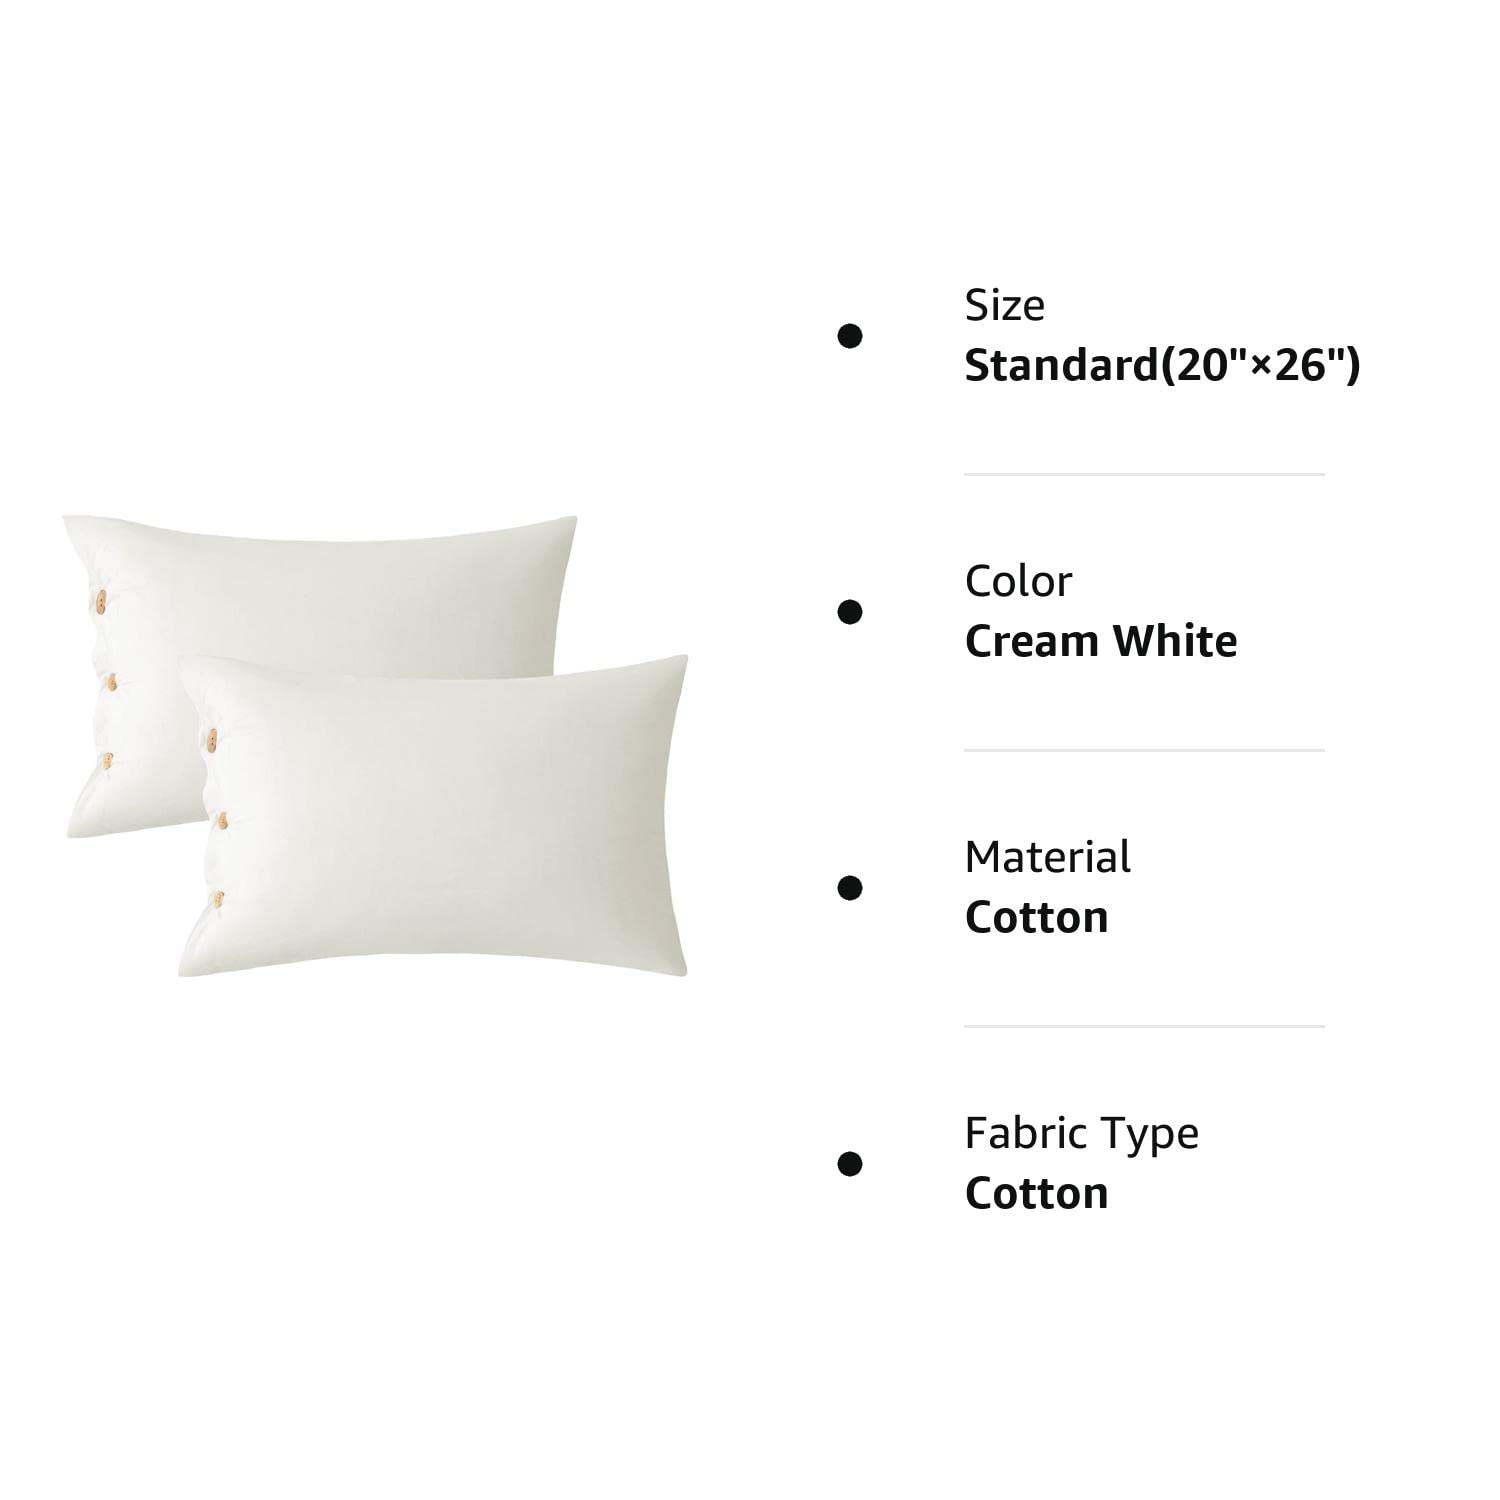 Size
Standard(20"×26")
Color
Cream White
Material
Cotton
Fabric Type
Cotton